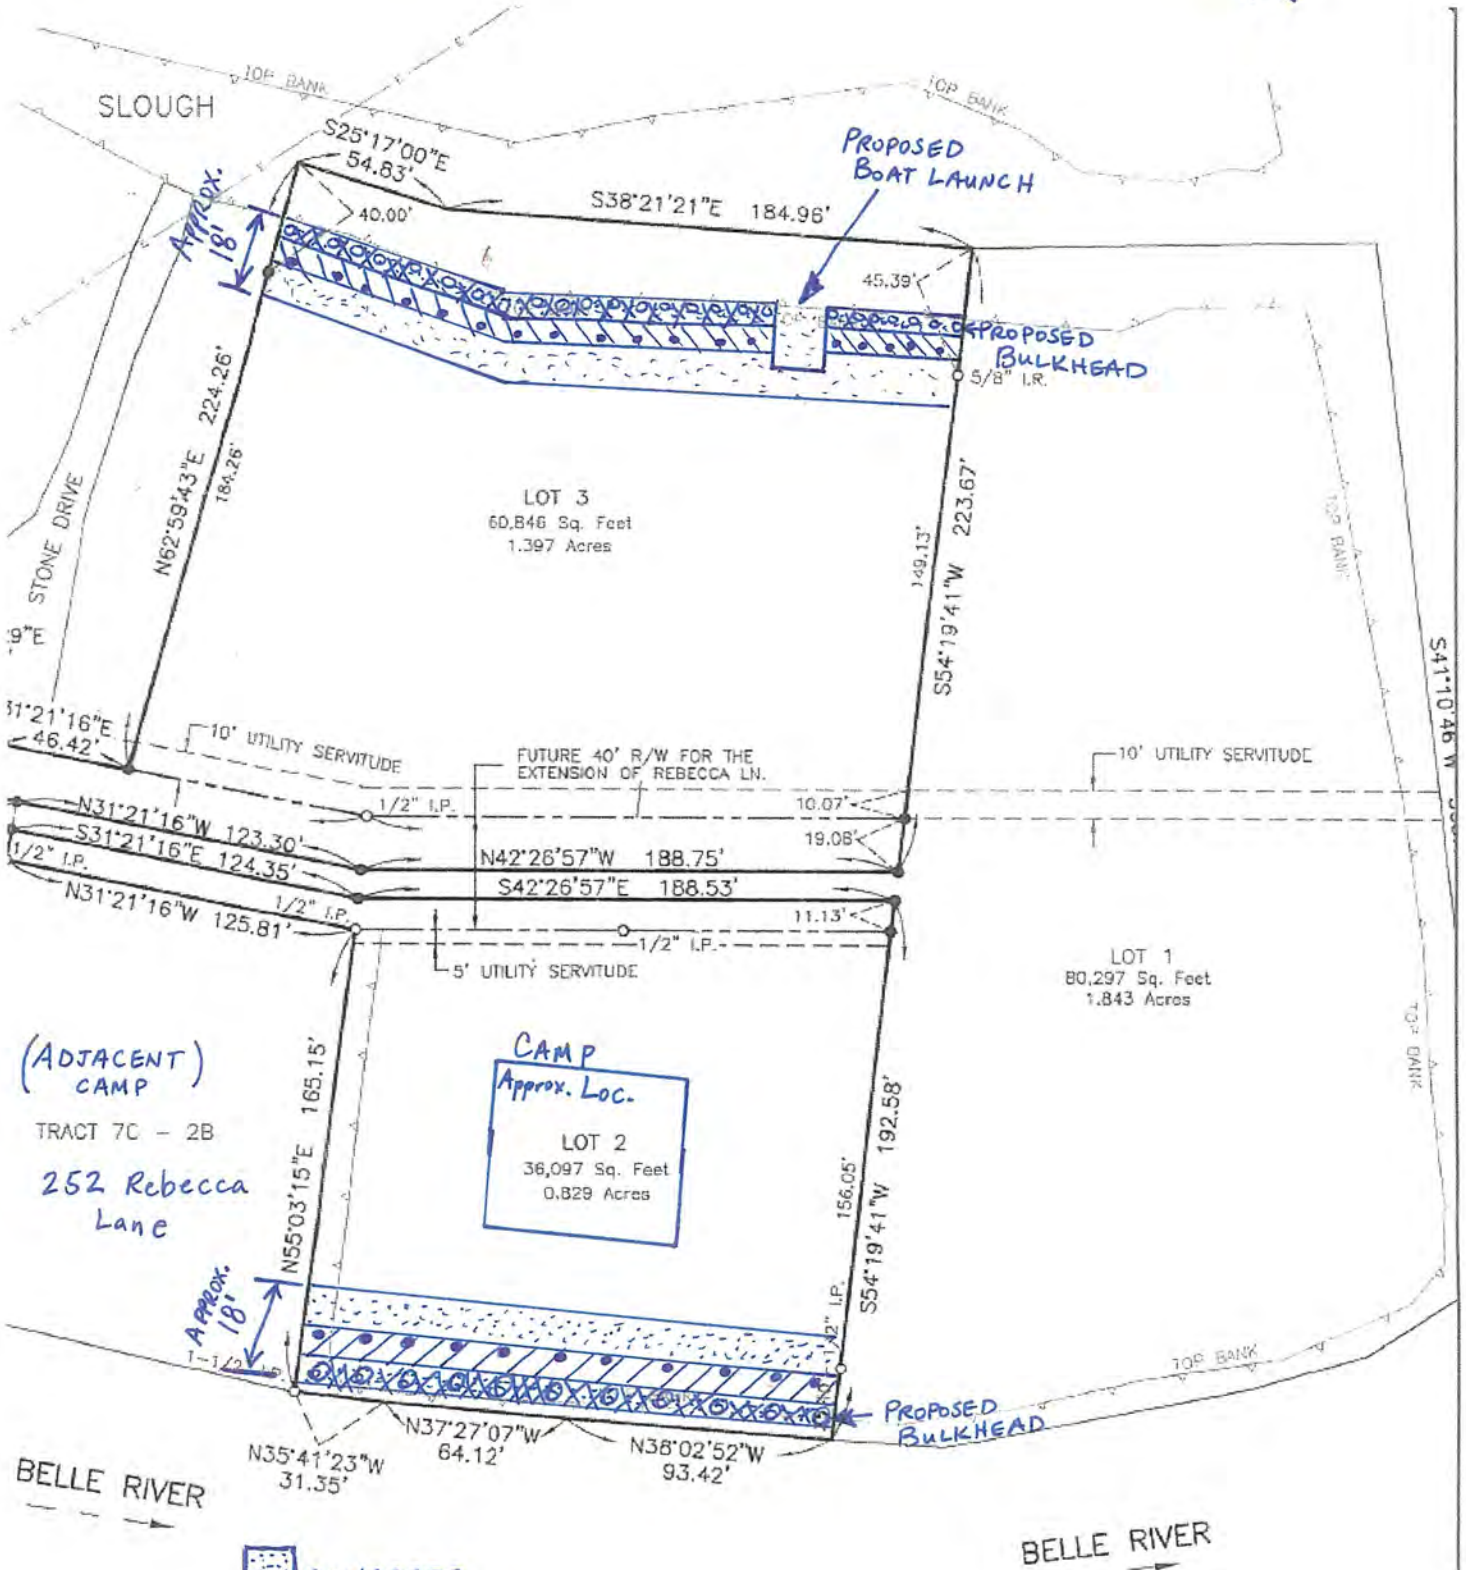 TOP BANK
SLOUGH
TOP BANK
S25°17'00"E
54.83'
PROPOSED
BOAT LAUNCH
APPROX.
18'
40.00'
S38°21'21"E 184.96'
45.39'
PROPOSED
BULKHEAD
5/8" I.R.
N62°59'43"E 224.26'
184.26'
STONE DRIVE
LOT 3
60,846 Sq. Feet
1.397 Acres
149.13'
S54°19'41"W 223.67'
TOP BANK
S41°10'46"W
9"E
31°21'16"E
46.42'
10' UTILITY SERVITUDE
FUTURE 40' R/W FOR THE
EXTENSION OF REBECCA LN.
10' UTILITY SERVITUDE
1/2" I.P.
10.07'
19.08'
N31°21'16"W 123.30'
S31°21'16"E 124.35'
1/2" I.P.
N31°21'16"W 125.81'
1/2" I.P.
N42°26'57"W 188.75'
S42°26'57"E 188.53'
11.13'
1/2" I.P.
5' UTILITY SERVITUDE
LOT 1
80,297 Sq. Feet
1.843 Acres
TOP BANK
(ADJACENT)
CAMP
TRACT 7C - 2B
252 Rebecca
Lane
N55°03'15"E 165.15'
CAMP
Approx. Loc.
LOT 2
36,097 Sq. Feet
0.829 Acres
156.05'
S54°19'41"W 192.58'
APPROX.
18'
1-1/2" I.P.
1/2" I.P.
TOP BANK
PROPOSED
BULKHEAD
N35°41'23"W
31.35'
N37°27'07"W
64.12'
N38°02'52"W
93.42'
BELLE RIVER
BELLE RIVER